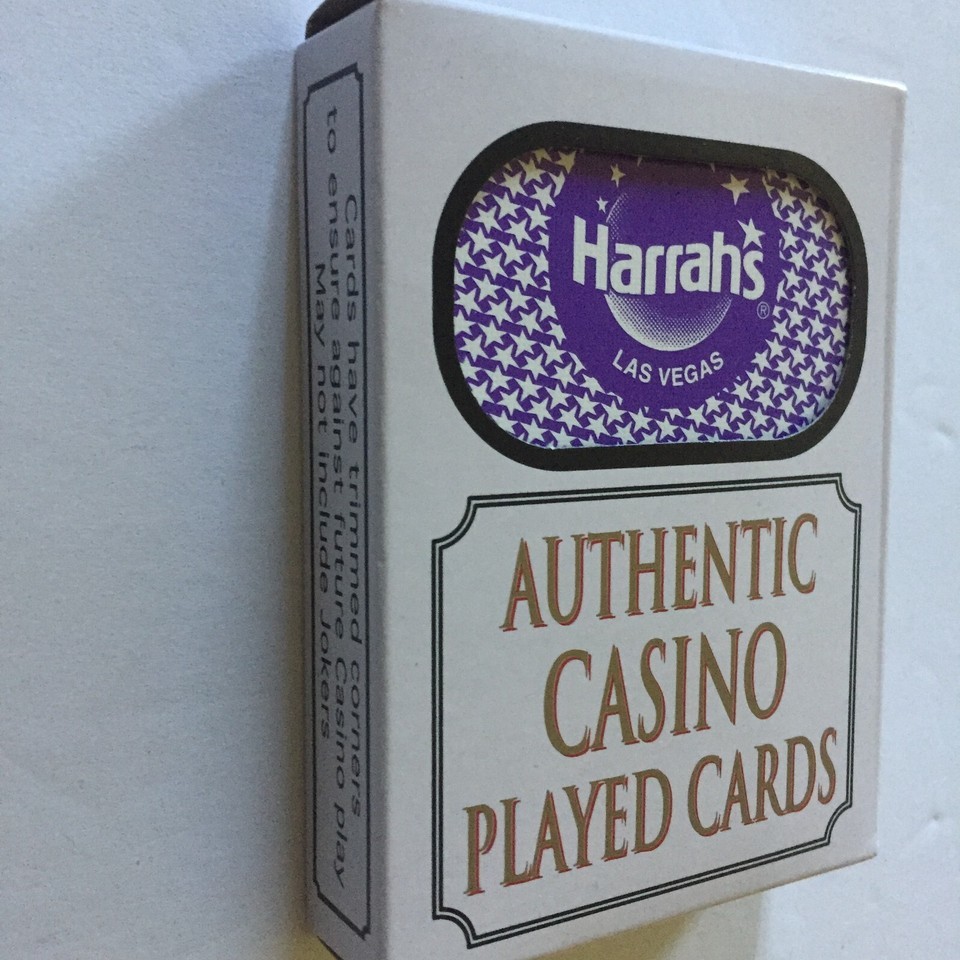 Harrah's®
LAS VEGAS
AUTHENTIC
CASINO
PLAYED CARDS
Cards have trimmed corners
to ensure against future Casino play
May not include Jokers